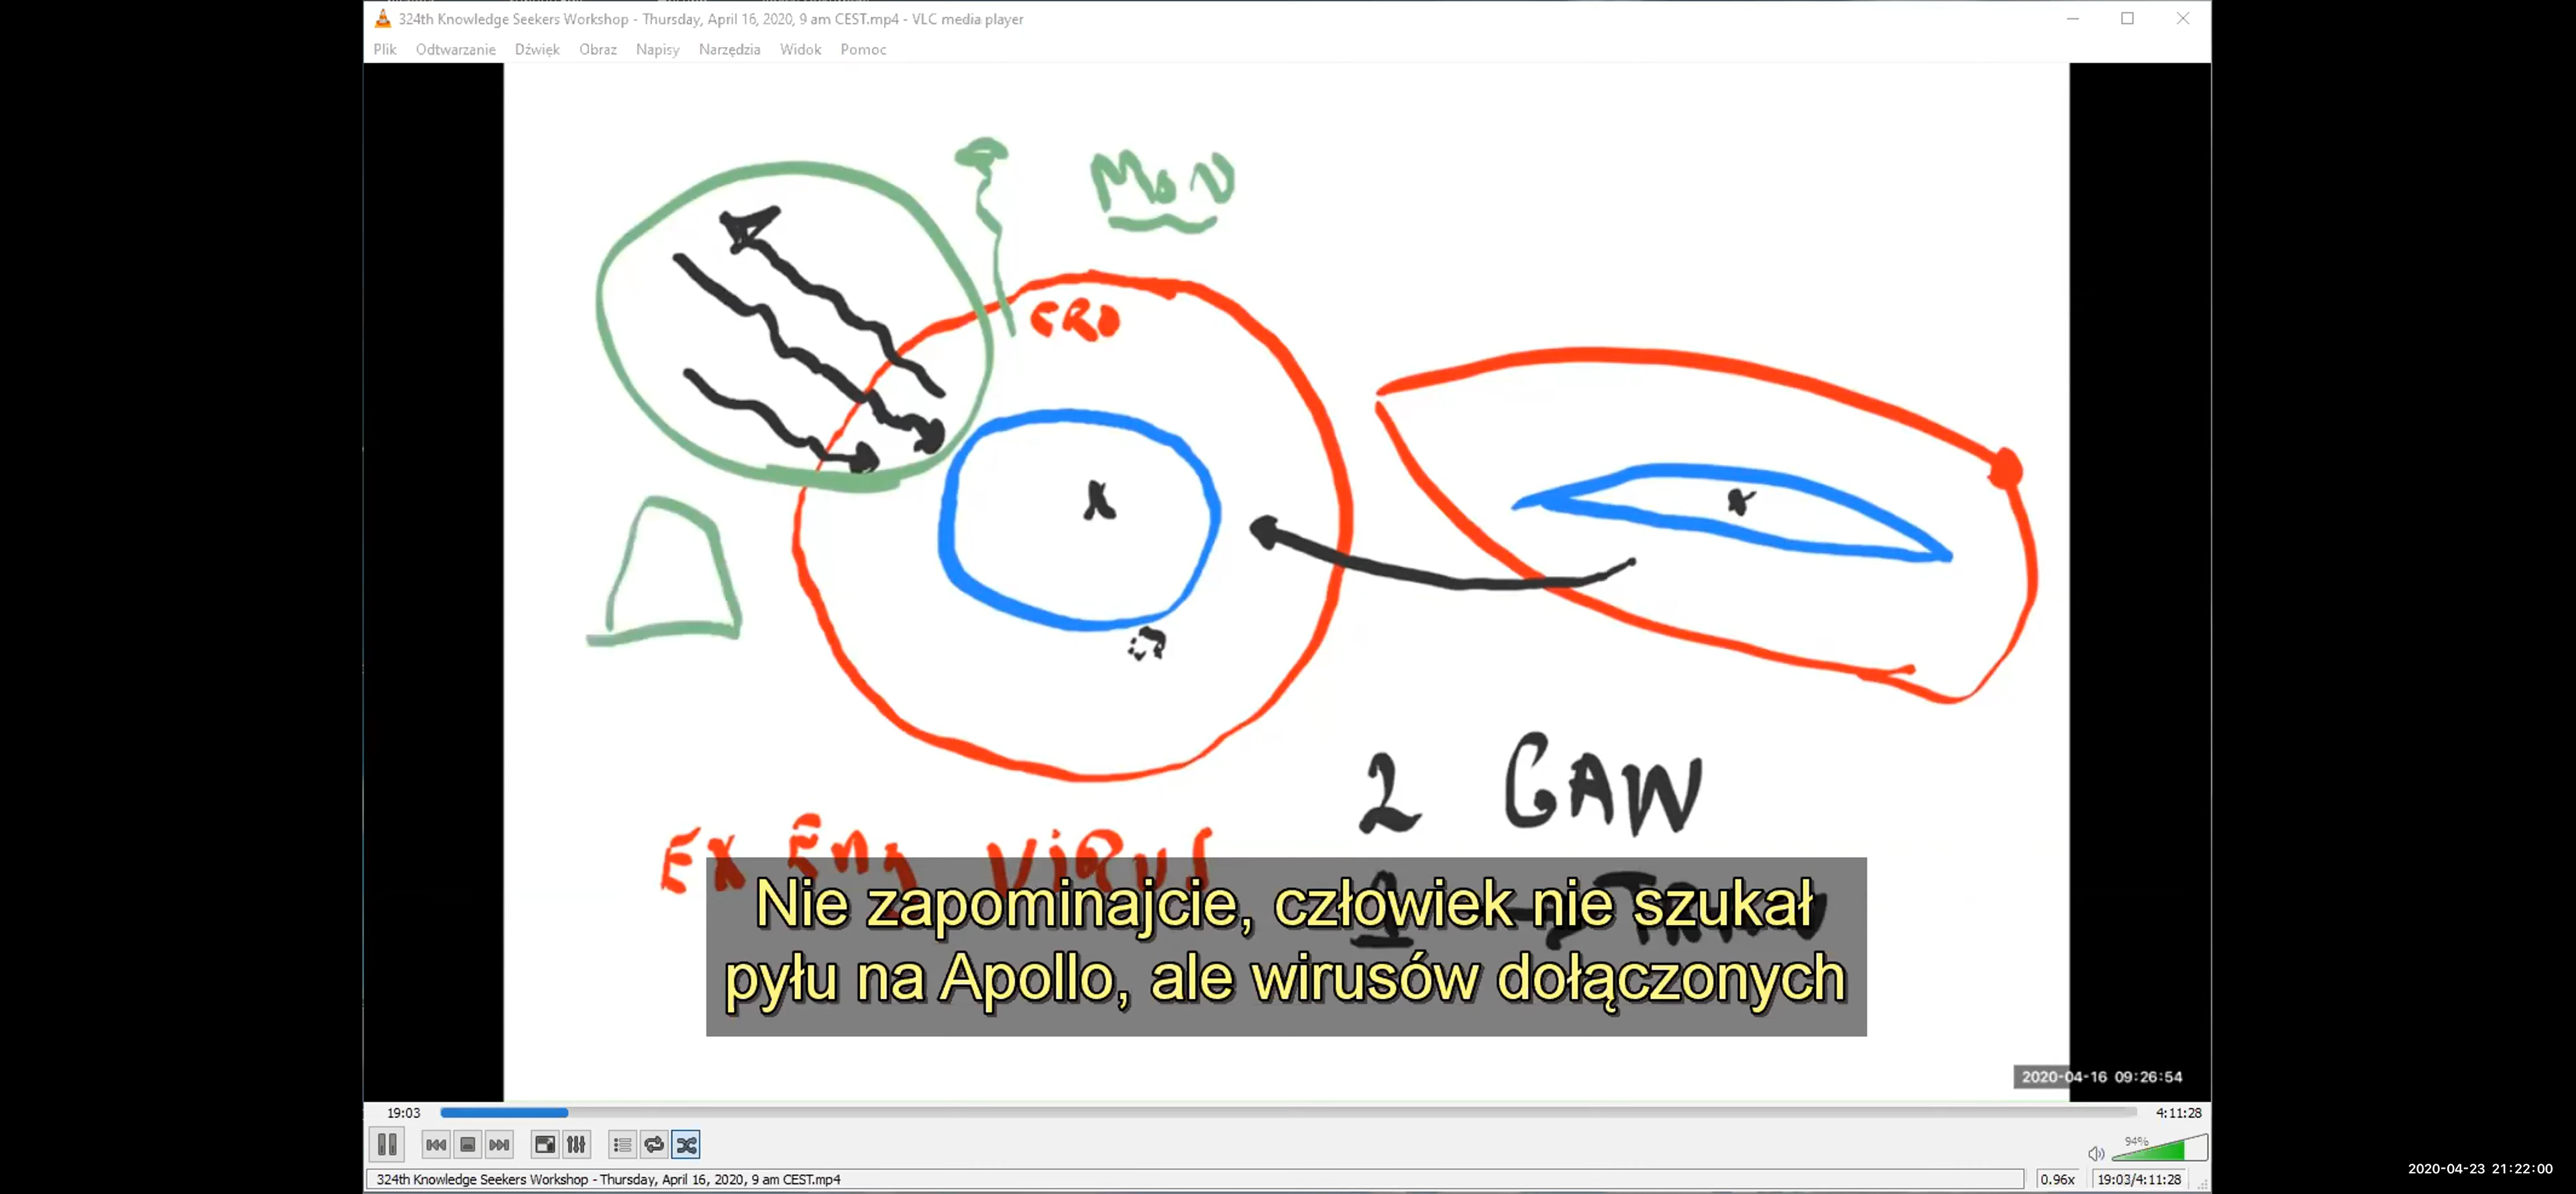 324th Knowledge Seekers Workshop - Thursday, April 16, 2020, 9 am CEST.mp4 - VLC media player
Plik Odtwarzanie Dźwięk Obraz Napisy Narzędzia Widok Pomoc
CRO
2 GAW
Ex Eng VIRUS
Nie zapominajcie, człowiek nie szukał
pyłu na Apollo, ale wirusów dołączonych
2020-04-16 09:26:54
19:03 4:11:28
94%
324th Knowledge Seekers Workshop - Thursday, April 16, 2020, 9 am CEST.mp4 0.96x 19:03/4:11:28
2020-04-23 21:22:00